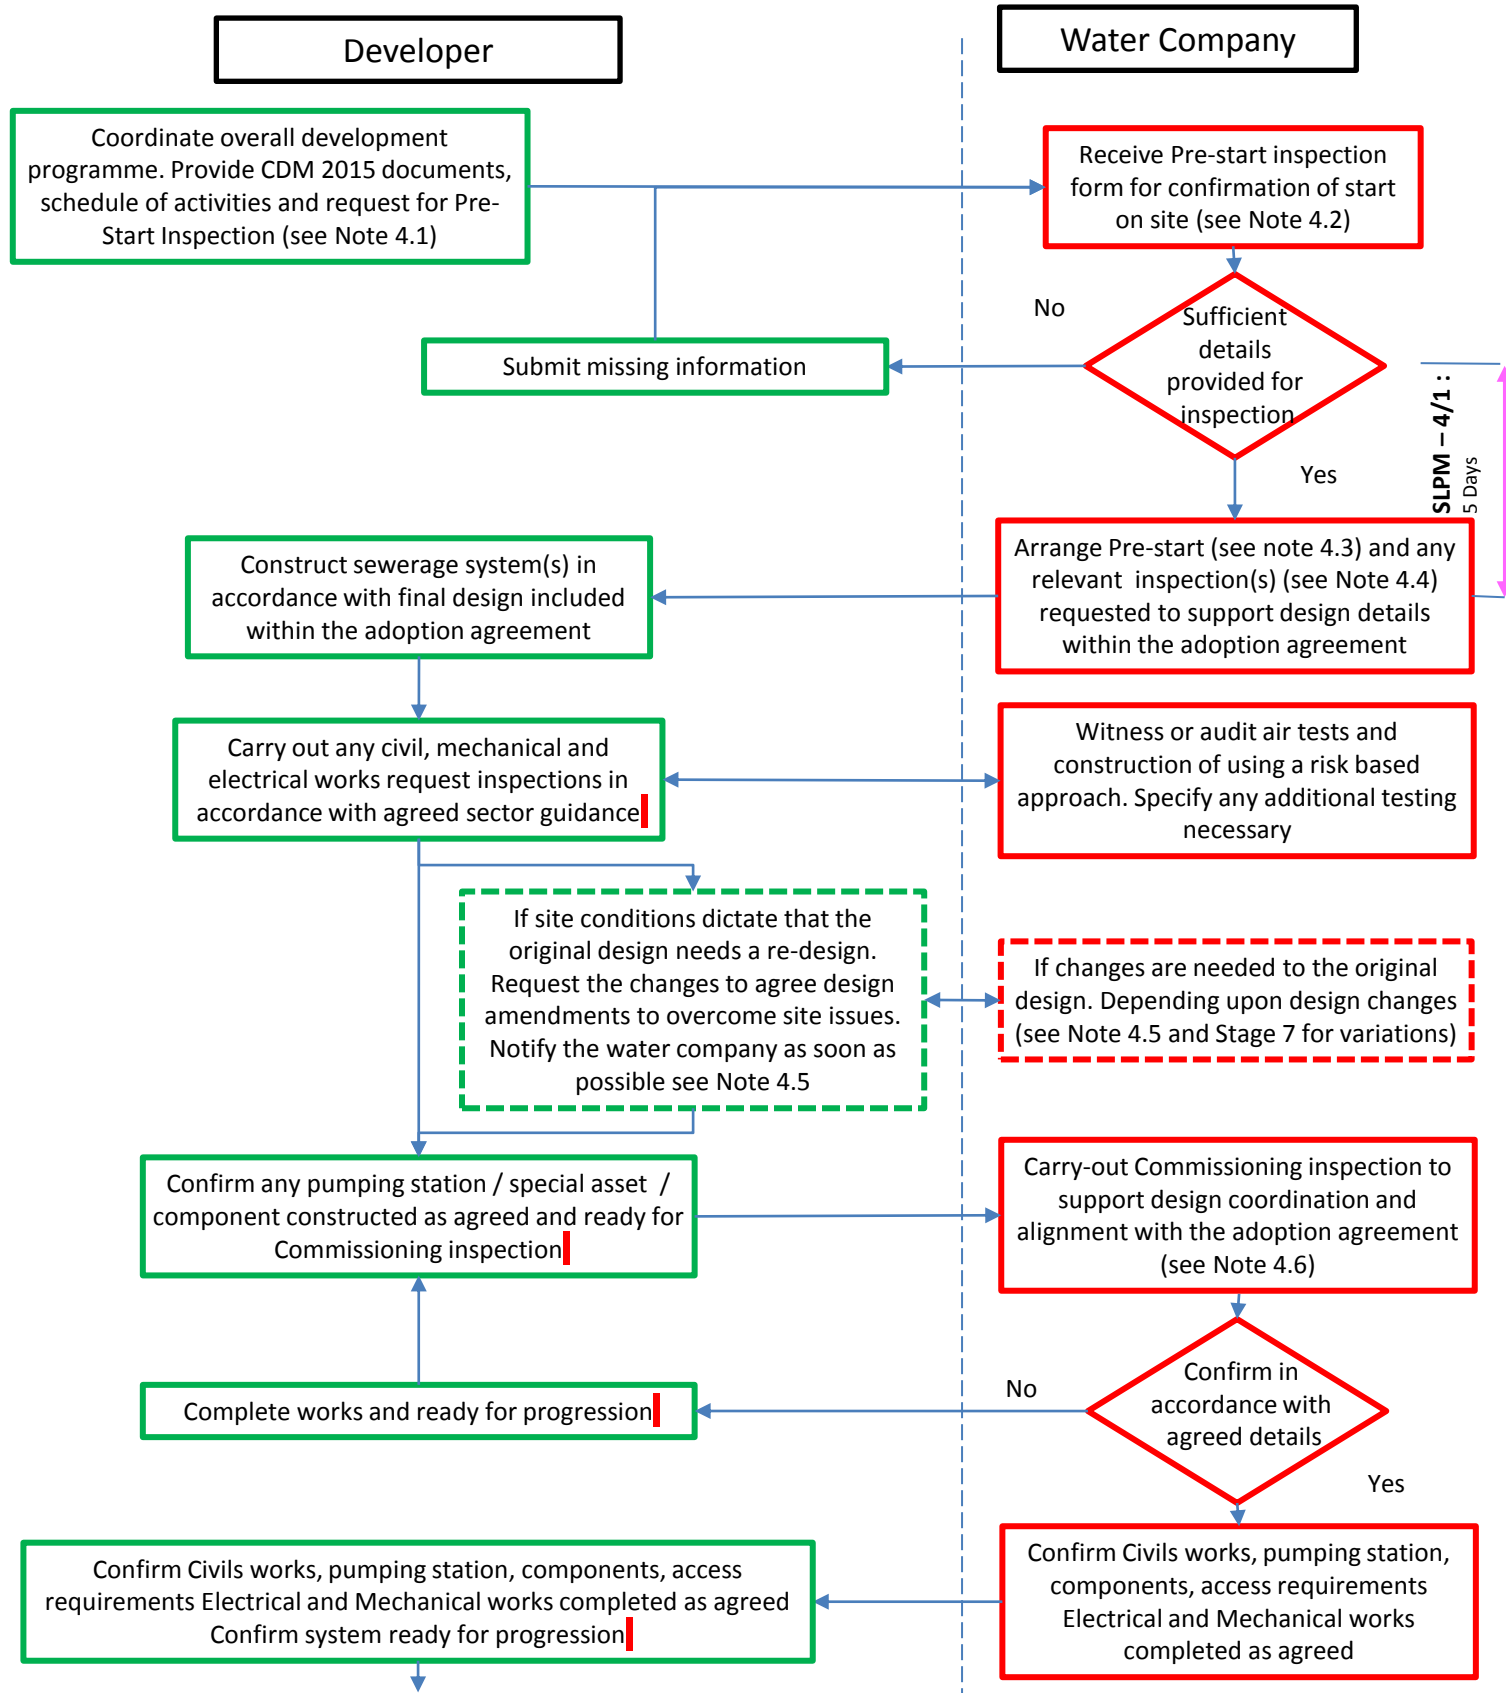 Developer
Water Company
Coordinate overall development
programme. Provide CDM 2015 documents,
schedule of activities and request for Pre-
Start Inspection (see Note 4.1)
Receive Pre-start inspection
form for confirmation of start
on site (see Note 4.2)
No
Sufficient
details
provided for
inspection
Submit missing information
Yes
SLPM – 4/1 :
5 Days
Construct sewerage system(s) in
accordance with final design included
within the adoption agreement
Arrange Pre-start (see note 4.3) and any
relevant inspection(s) (see Note 4.4)
requested to support design details
within the adoption agreement
Carry out any civil, mechanical and
electrical works request inspections in
accordance with agreed sector guidance
Witness or audit air tests and
construction of using a risk based
approach. Specify any additional testing
necessary
If site conditions dictate that the
original design needs a re-design.
Request the changes to agree design
amendments to overcome site issues.
Notify the water company as soon as
possible see Note 4.5
If changes are needed to the original
design. Depending upon design changes
(see Note 4.5 and Stage 7 for variations)
Confirm any pumping station / special asset /
component constructed as agreed and ready for
Commissioning inspection
Carry-out Commissioning inspection to
support design coordination and
alignment with the adoption agreement
(see Note 4.6)
No
Confirm in
accordance with
agreed details
Complete works and ready for progression
Yes
Confirm Civils works, pumping station, components, access
requirements Electrical and Mechanical works completed as agreed
Confirm system ready for progression
Confirm Civils works, pumping station,
components, access requirements
Electrical and Mechanical works
completed as agreed